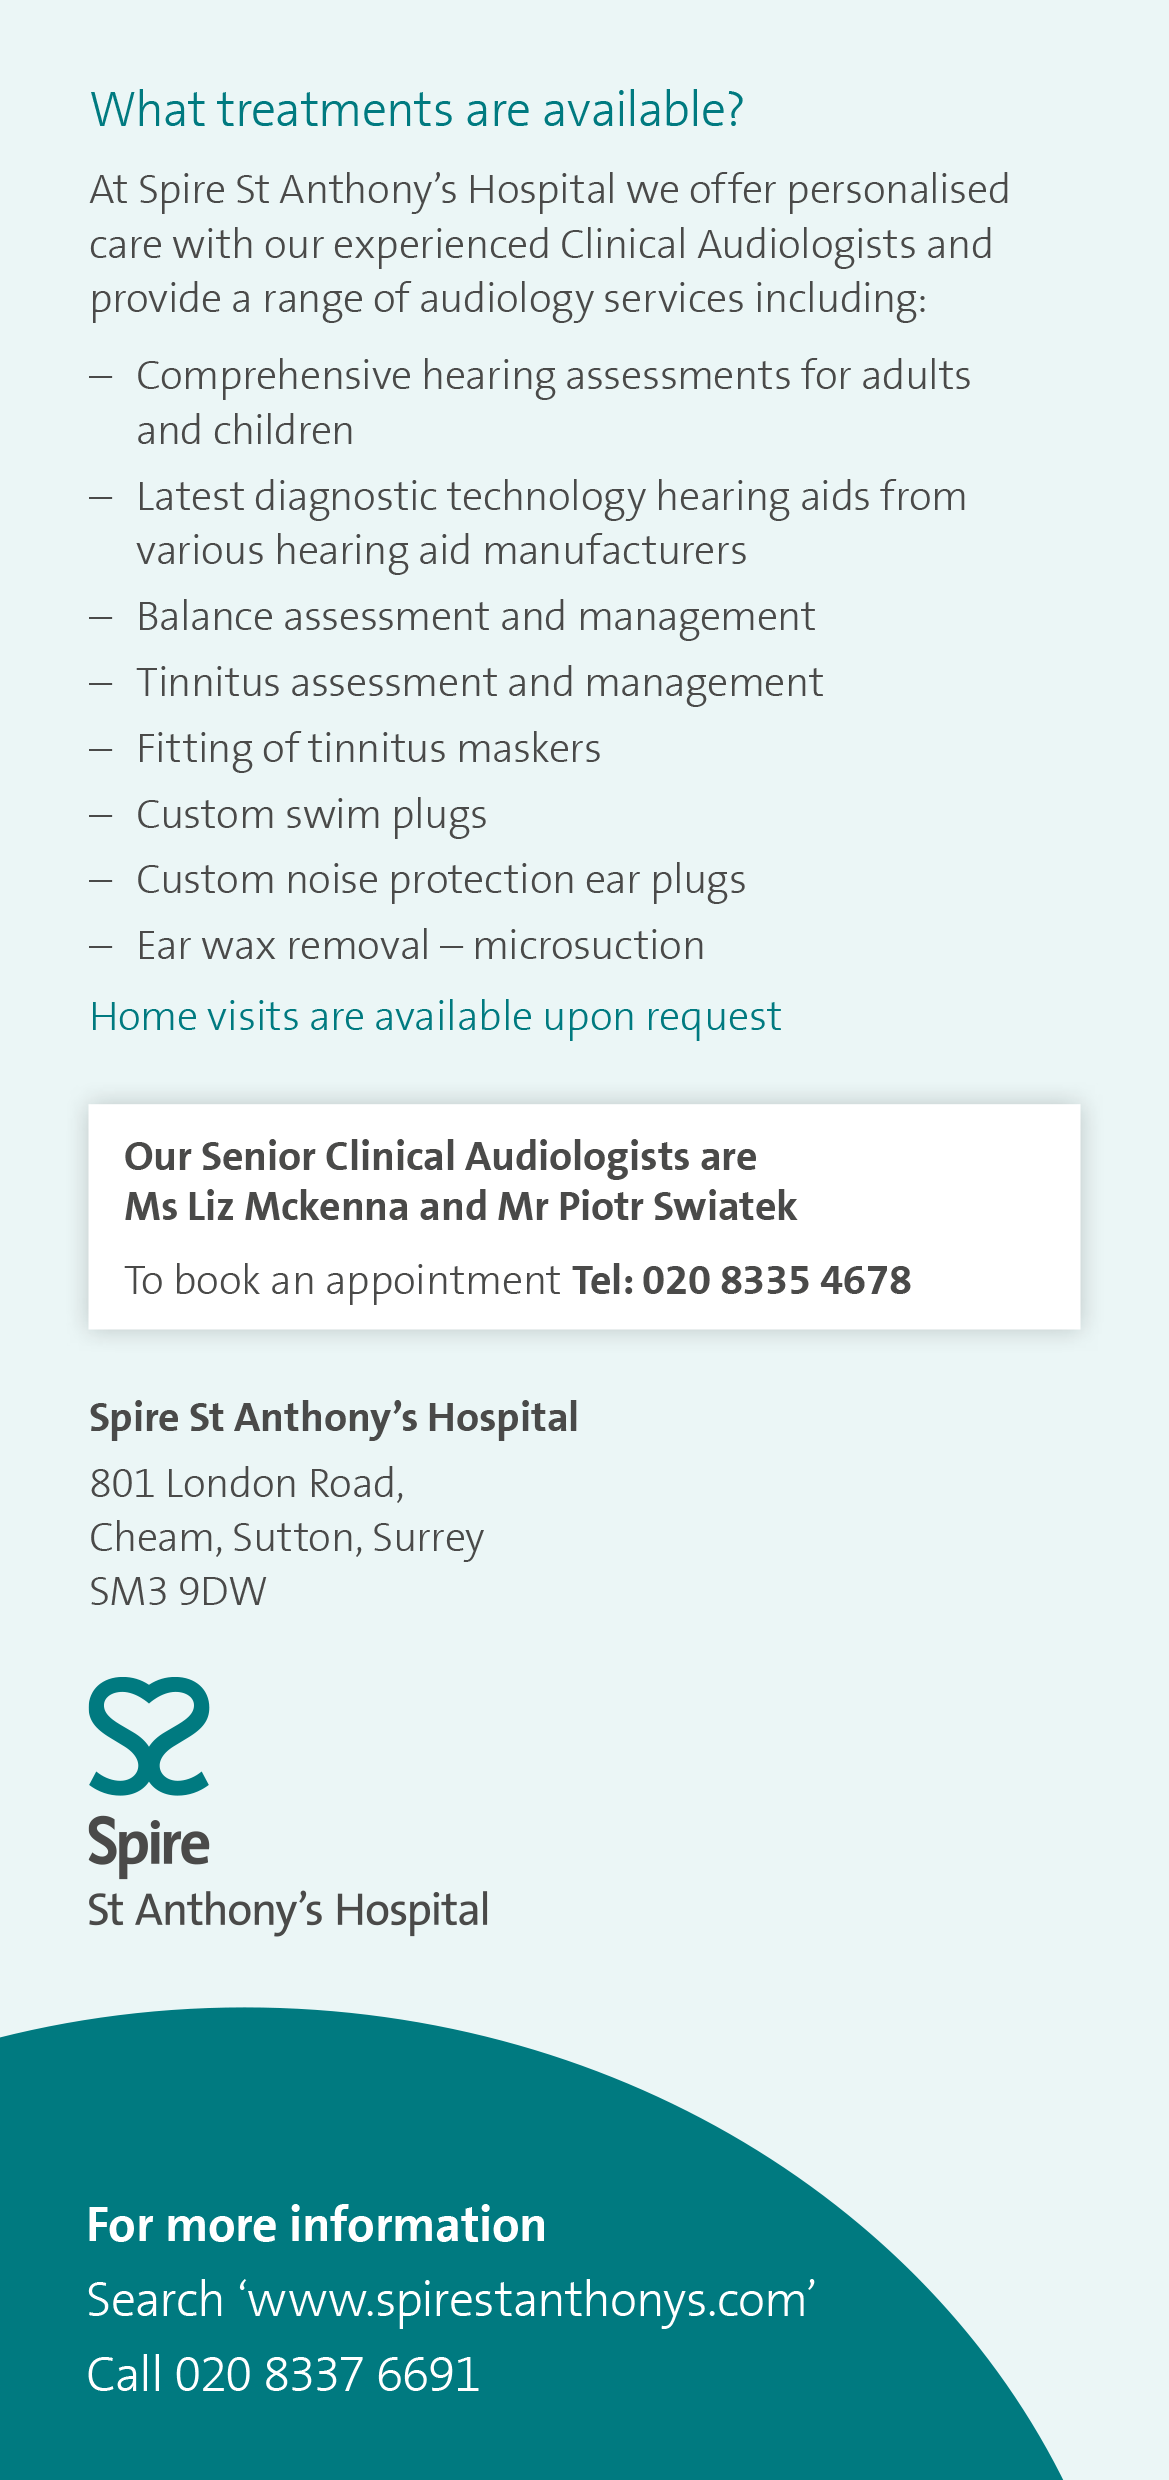 What treatments are available?
At Spire St Anthony’s Hospital we offer personalised
care with our experienced Clinical Audiologists and
provide a range of audiology services including:
– Comprehensive hearing assessments for adults
and children
– Latest diagnostic technology hearing aids from
various hearing aid manufacturers
– Balance assessment and management
– Tinnitus assessment and management
– Fitting of tinnitus maskers
– Custom swim plugs
– Custom noise protection ear plugs
– Ear wax removal – microsuction
Home visits are available upon request
Our Senior Clinical Audiologists are
Ms Liz Mckenna and Mr Piotr Swiatek
To book an appointment Tel: 020 8335 4678
Spire St Anthony’s Hospital
801 London Road,
Cheam, Sutton, Surrey
SM3 9DW
Spire
St Anthony’s Hospital
For more information
Search ‘www.spirestanthonys.com’
Call 020 8337 6691